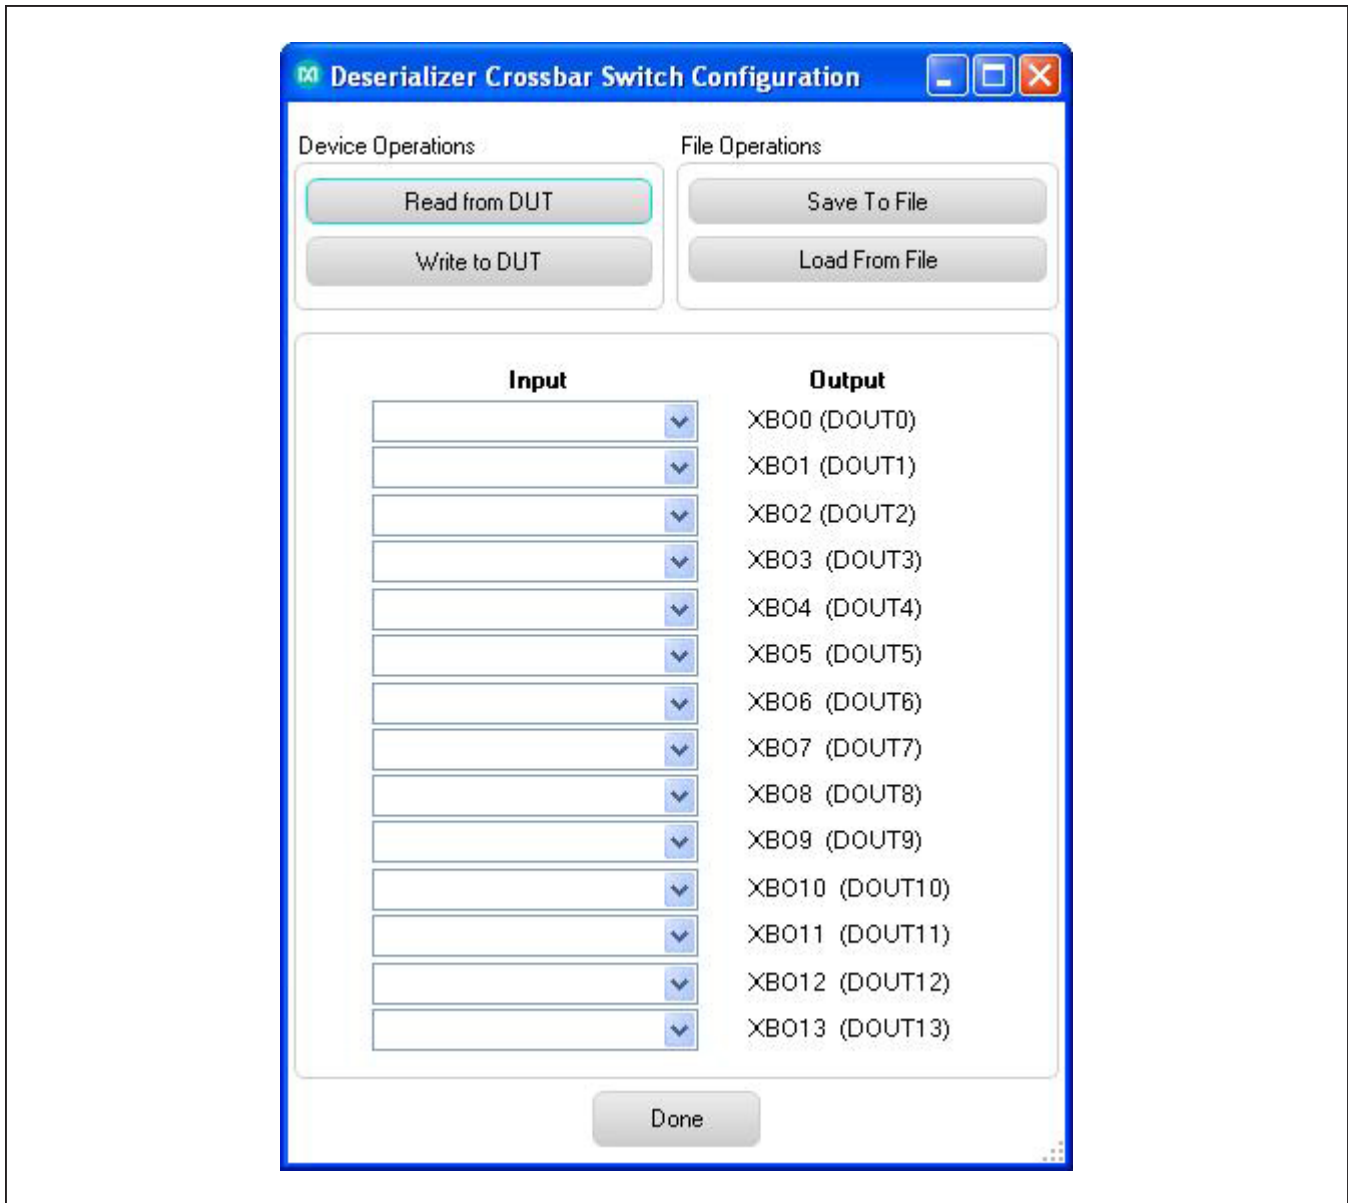 Deserializer Crossbar Switch Configuration
Device Operations
File Operations
Read from DUT
Save To File
Write to DUT
Load From File
Input Output
XBO0 (DOUT0)
XBO1 (DOUT1)
XBO2 (DOUT2)
XBO3 (DOUT3)
XBO4 (DOUT4)
XBO5 (DOUT5)
XBO6 (DOUT6)
XBO7 (DOUT7)
XBO8 (DOUT8)
XBO9 (DOUT9)
XBO10 (DOUT10)
XBO11 (DOUT11)
XBO12 (DOUT12)
XBO13 (DOUT13)
Done